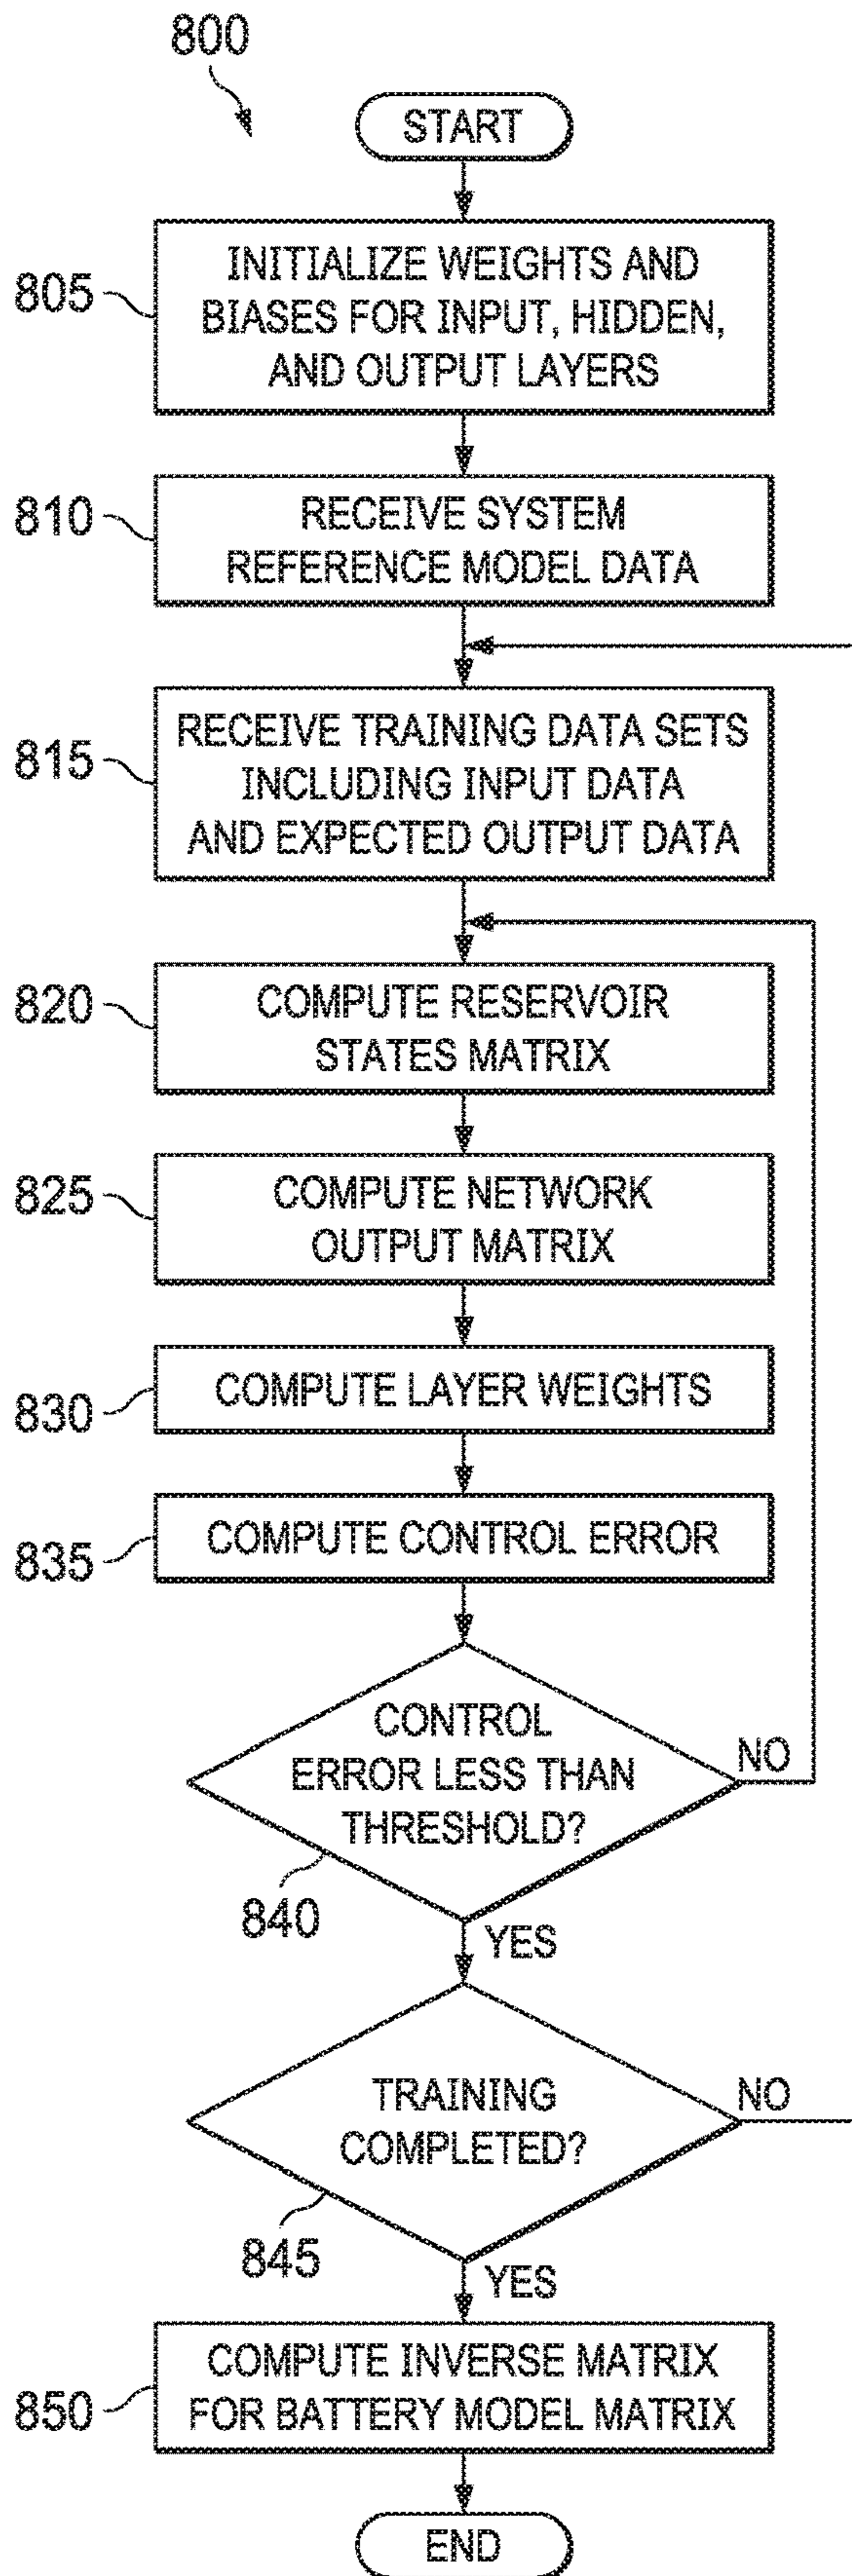 800
START
805
INITIALIZE WEIGHTS AND
BIASES FOR INPUT, HIDDEN,
AND OUTPUT LAYERS
810
RECEIVE SYSTEM
REFERENCE MODEL DATA
815
RECEIVE TRAINING DATA SETS
INCLUDING INPUT DATA
AND EXPECTED OUTPUT DATA
820
COMPUTE RESERVOIR
STATES MATRIX
825
COMPUTE NETWORK
OUTPUT MATRIX
830
COMPUTE LAYER WEIGHTS
835
COMPUTE CONTROL ERROR
CONTROL
ERROR LESS THAN
THRESHOLD?
NO
840
YES
TRAINING
COMPLETED?
NO
845
YES
850
COMPUTE INVERSE MATRIX
FOR BATTERY MODEL MATRIX
END